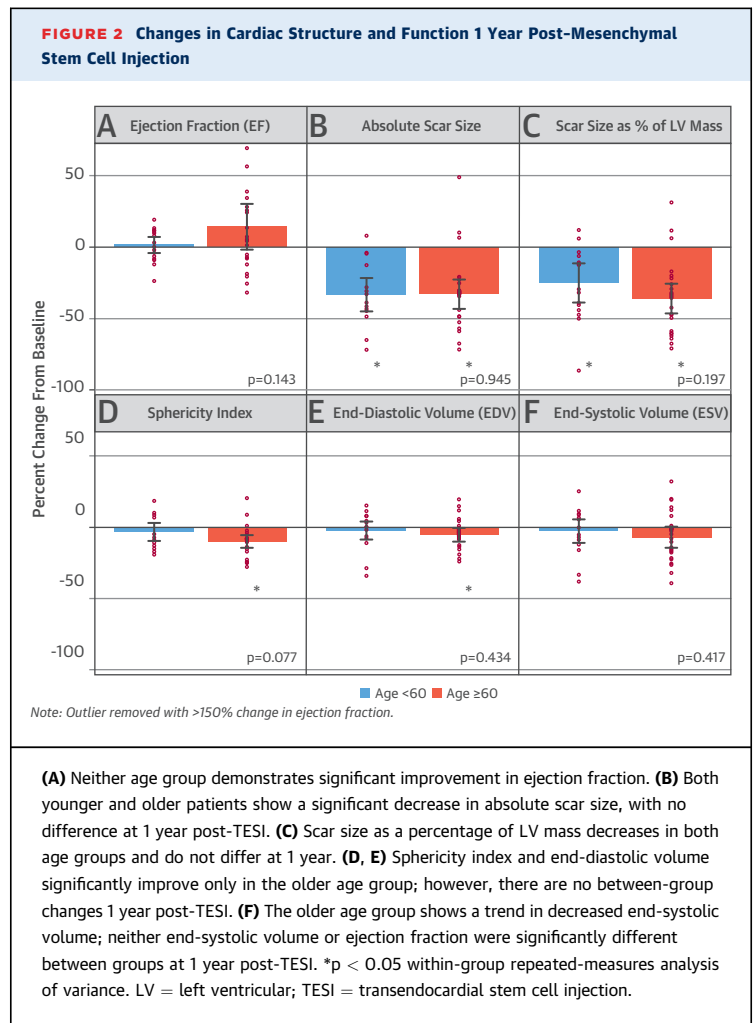 FIGURE 2 Changes in Cardiac Structure and Function 1 Year Post-Mesenchymal
Stem Cell Injection
A Ejection Fraction (EF)
B Absolute Scar Size
C Scar Size as % of LV Mass
50
0
-50
-100
* * * *
p=0.143
p=0.945
p=0.197
Percent Change From Baseline
D Sphericity Index
E End-Diastolic Volume (EDV)
F End-Systolic Volume (ESV)
50
0
-50
-100
* *
p=0.077
p=0.434
p=0.417
Age <60 Age ≥60
Note: Outlier removed with >150% change in ejection fraction.
(A) Neither age group demonstrates significant improvement in ejection fraction. (B) Both
younger and older patients show a significant decrease in absolute scar size, with no
difference at 1 year post-TESI. (C) Scar size as a percentage of LV mass decreases in both
age groups and do not differ at 1 year. (D, E) Sphericity index and end-diastolic volume
significantly improve only in the older age group; however, there are no between-group
changes 1 year post-TESI. (F) The older age group shows a trend in decreased end-systolic
volume; neither end-systolic volume or ejection fraction were significantly different
between groups at 1 year post-TESI. *p < 0.05 within-group repeated-measures analysis
of variance. LV = left ventricular; TESI = transendocardial stem cell injection.